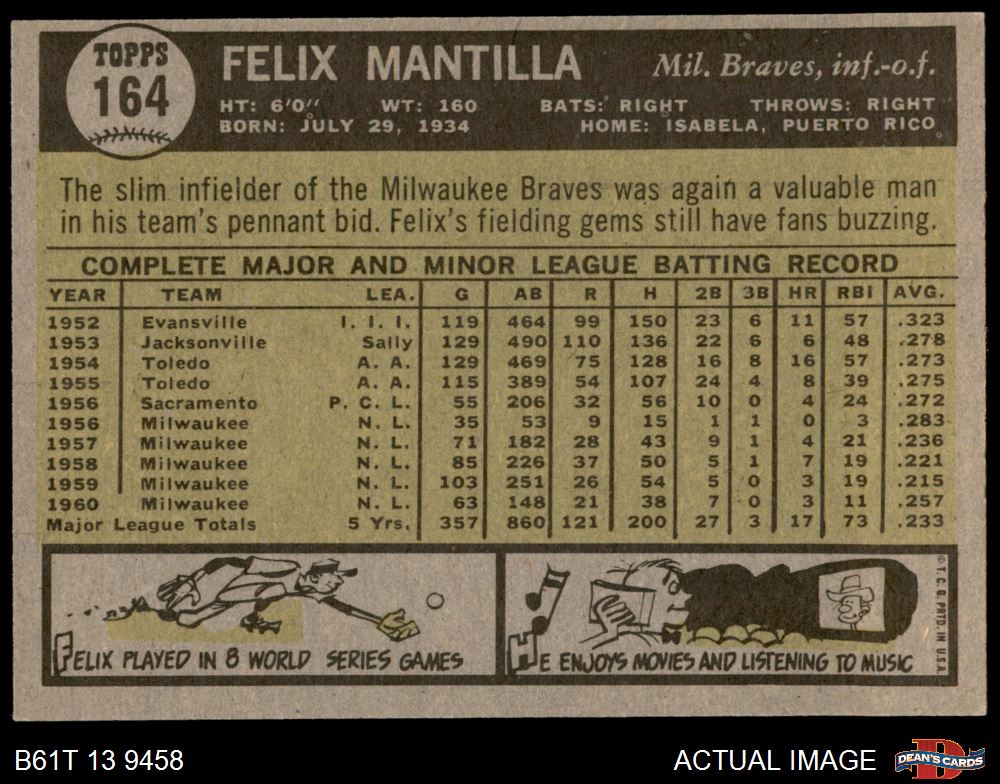 TOPPS
164
FELIX MANTILLA Mil. Braves, inf.-o.f.
HT: 6'0" WT: 160 BATS: RIGHT THROWS: RIGHT
BORN: JULY 29, 1934 HOME: ISABELA, PUERTO RICO
The slim infielder of the Milwaukee Braves was again a valuable man
in his team's pennant bid. Felix's fielding gems still have fans buzzing.
COMPLETE MAJOR AND MINOR LEAGUE BATTING RECORD
YEAR TEAM LEA. G AB R H 2B 3B HR RBI AVG.
1952 Evansville I. I. I. 119 464 99 150 23 6 11 57 .323
1953 Jacksonville Sally 129 490 110 136 22 6 6 48 .278
1954 Toledo A. A. 129 469 75 128 16 8 16 57 .273
1955 Toledo A. A. 115 389 54 107 24 4 8 39 .275
1956 Sacramento P. C. L. 55 206 32 56 10 0 4 24 .272
1956 Milwaukee N. L. 35 53 9 15 1 1 0 3 .283
1957 Milwaukee N. L. 71 182 28 43 9 1 4 21 .236
1958 Milwaukee N. L. 85 226 37 50 5 1 7 19 .221
1959 Milwaukee N. L. 103 251 26 54 5 0 3 19 .215
1960 Milwaukee N. L. 63 148 21 38 7 0 3 11 .257
Major League Totals 5 Yrs. 357 860 121 200 27 3 17 73 .233
FELIX PLAYED IN 8 WORLD SERIES GAMES
HE ENJOYS MOVIES AND LISTENING TO MUSIC
© T. C. G. PRTD. IN U.S.A.
B61T 13 9458 ACTUAL IMAGE DEAN'S CARDS